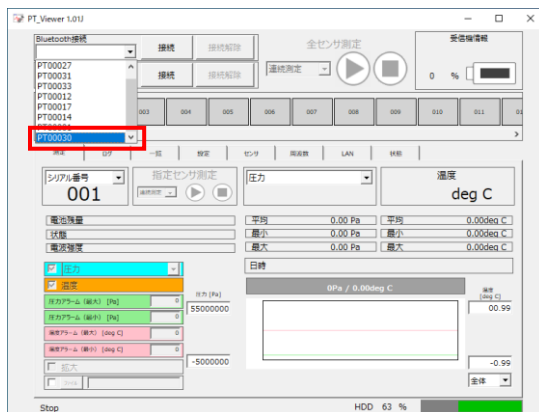 PT_Viewer 1.01J
Bluetooth接続
接続
接続解除
全センサ測定
受信機情報
PT00027
PT00031
PT00033
PT00012
PT00017
PT00014
PT00030
接続
接続解除
連続測定
0 %
003 004 005 006 007 008 009 010 011
ログ 一括 設定 センサ 周波数 LAN 状態
シリアル番号
001
指定センサ測定
連続測定
圧力
温度
deg C
電池残量
状態
電波強度
平均 0.00 Pa
最小 0.00 Pa
最大 0.00 Pa
平均 0.00deg C
最小 0.00deg C
最大 0.00deg C
日時
圧力
温度
圧力アラーム (最大) [Pa] 0
圧力アラーム (最小) [Pa] 0
温度アラーム (最大) [deg C] 0
温度アラーム (最小) [deg C] 0
拡大
圧力 [Pa]
55000000
-5000000
0Pa / 0.00deg C
温度
[deg C]
00.99
-0.99
全体
Stop
HDD 63 %